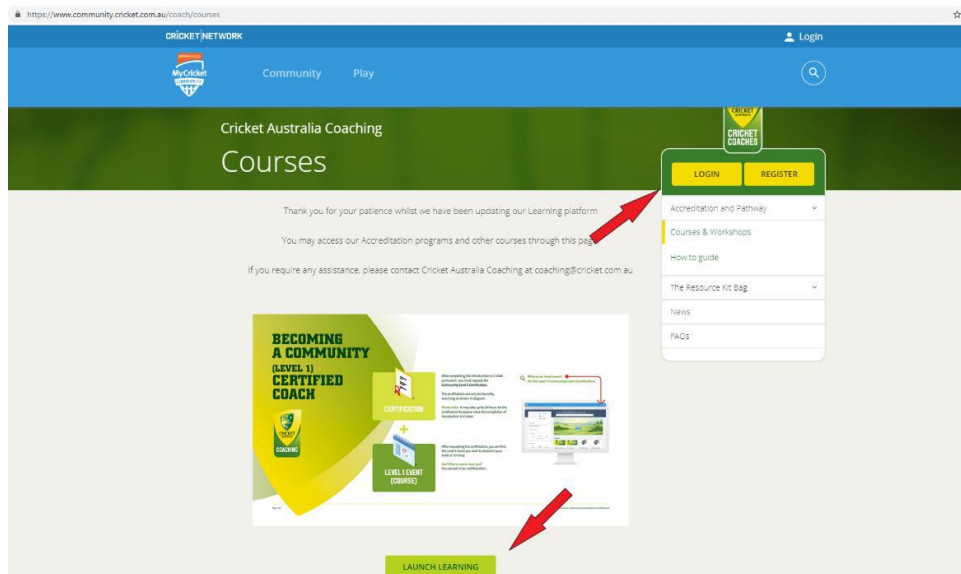 https://www.community.cricket.com.au/coach/courses
CRICKET NETWORK
Login
MyCricket
COMMUNITY
Community
Play
Cricket Australia Coaching
Courses
CRICKET
COACHES
LOGIN
REGISTER
Thank you for your patience whilst we have been updating our Learning platform
You may access our Accreditation programs and other courses through this page
If you require any assistance, please contact Cricket Australia Coaching at coaching@cricket.com.au
Accreditation and Pathway
Courses & Workshops
How to guide
The Resource Kit Bag
News
FAQs
BECOMING
A COMMUNITY
(LEVEL 1)
CERTIFIED
COACH
CRICKET
COACHING
CERTIFICATION
+
LEVEL 1 EVENT
(COURSE)
LAUNCH LEARNING